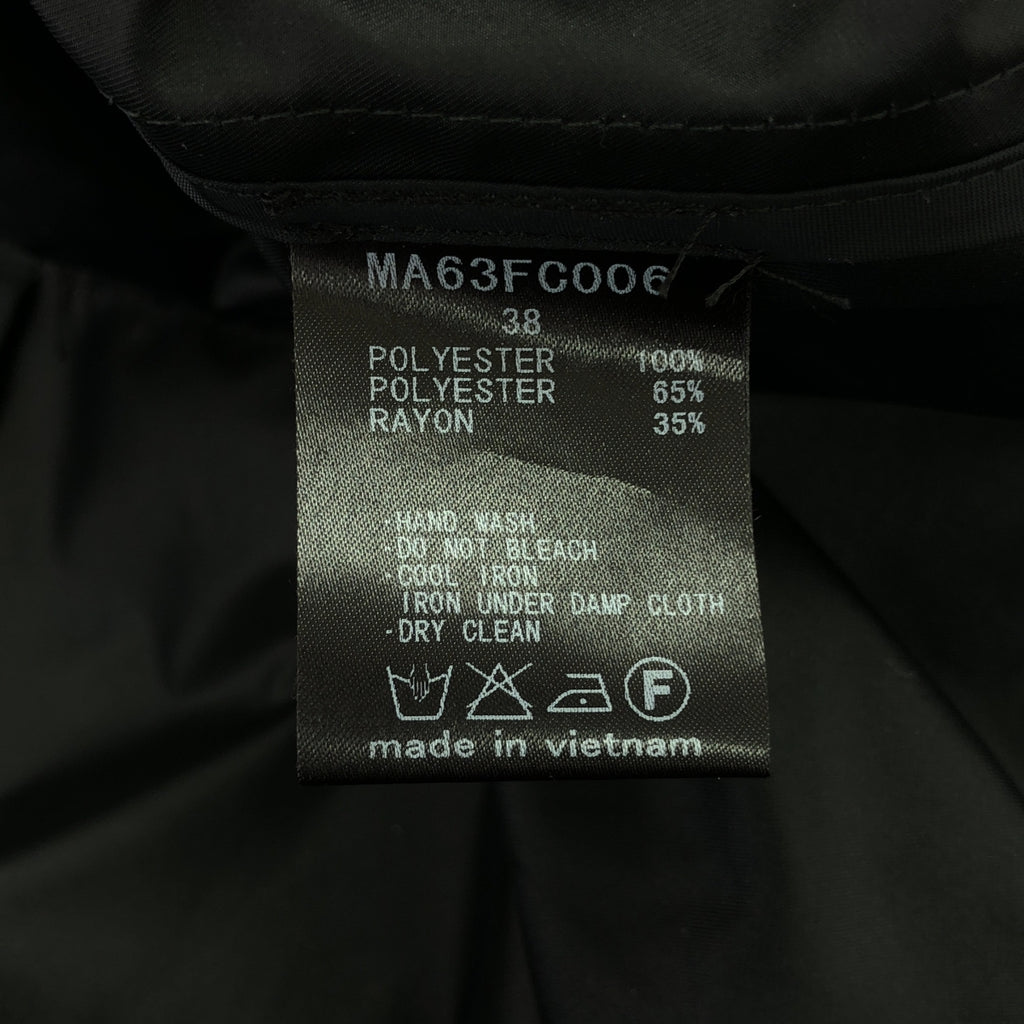 MA63FC006
38
POLYESTER 100%
POLYESTER 65%
RAYON 35%
·HAND WASH
·DO NOT BLEACH
·COOL IRON
IRON UNDER DAMP CLOTH
·DRY CLEAN
F
made in vietnam